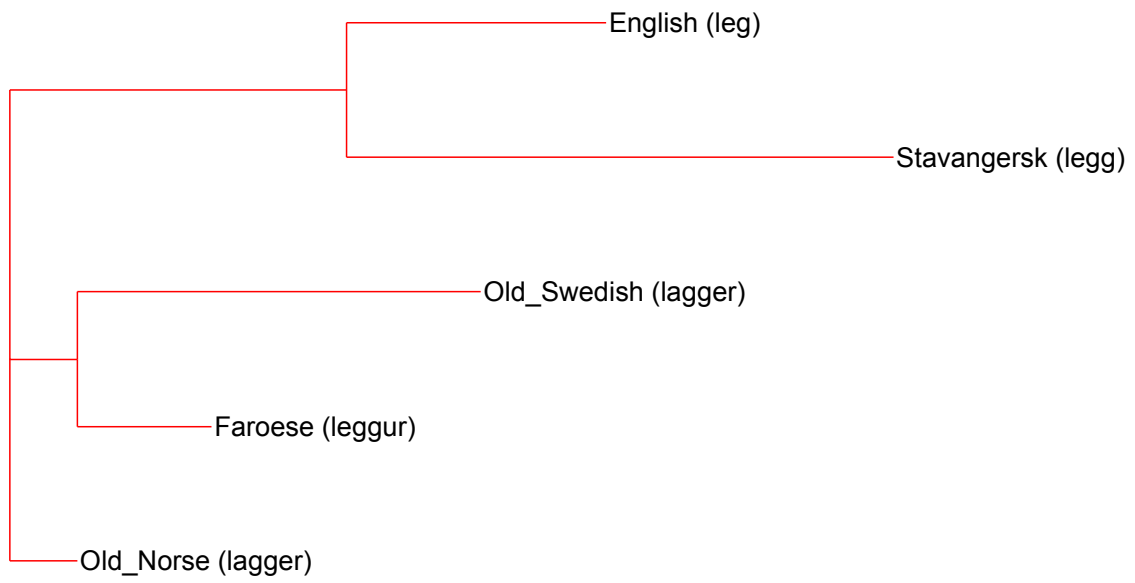 English (leg)
Stavangersk (legg)
Old_Swedish (lagger)
Faroese (leggur)
Old_Norse (lagger)